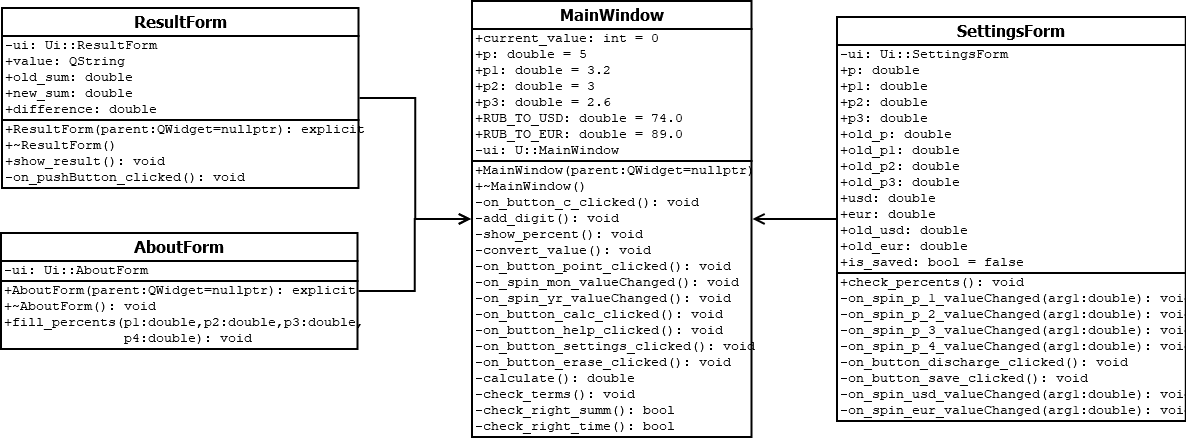 ResultForm
-ui: Ui::ResultForm
+value: QString
+old_sum: double
+new_sum: double
+difference: double
+ResultForm(parent:QWidget=nullptr): explicit
+~ResultForm()
+show_result(): void
-on_pushButton_clicked(): void
AboutForm
-ui: Ui::AboutForm
+AboutForm(parent:QWidget=nullptr): explicit
+~AboutForm(): void
+fill_percents(p1:double,p2:double,p3:double,
p4:double): void
MainWindow
+current_value: int = 0
+p: double = 5
+p1: double = 3.2
+p2: double = 3
+p3: double = 2.6
+RUB_TO_USD: double = 74.0
+RUB_TO_EUR: double = 89.0
-ui: U::MainWindow
+MainWindow(parent:QWidget=nullptr)
+~MainWindow()
-on_button_c_clicked(): void
-add_digit(): void
-show_percent(): void
-convert_value(): void
-on_button_point_clicked(): void
-on_spin_mon_valueChanged(): void
-on_spin_yr_valueChanged(): void
-on_button_calc_clicked(): void
-on_button_help_clicked(): void
-on_button_settings_clicked(): void
-on_button_erase_clicked(): void
-calculate(): double
-check_terms(): void
-check_right_summ(): bool
-check_right_time(): bool
SettingsForm
-ui: Ui::SettingsForm
+p: double
+p1: double
+p2: double
+p3: double
+old_p: double
+old_p1: double
+old_p2: double
+old_p3: double
+usd: double
+eur: double
+old_usd: double
+old_eur: double
+is_saved: bool = false
+check_percents(): void
-on_spin_p_1_valueChanged(arg1:double): void
-on_spin_p_2_valueChanged(arg1:double): void
-on_spin_p_3_valueChanged(arg1:double): void
-on_spin_p_4_valueChanged(arg1:double): void
-on_button_discharge_clicked(): void
-on_button_save_clicked(): void
-on_spin_usd_valueChanged(arg1:double): void
-on_spin_eur_valueChanged(arg1:double): void